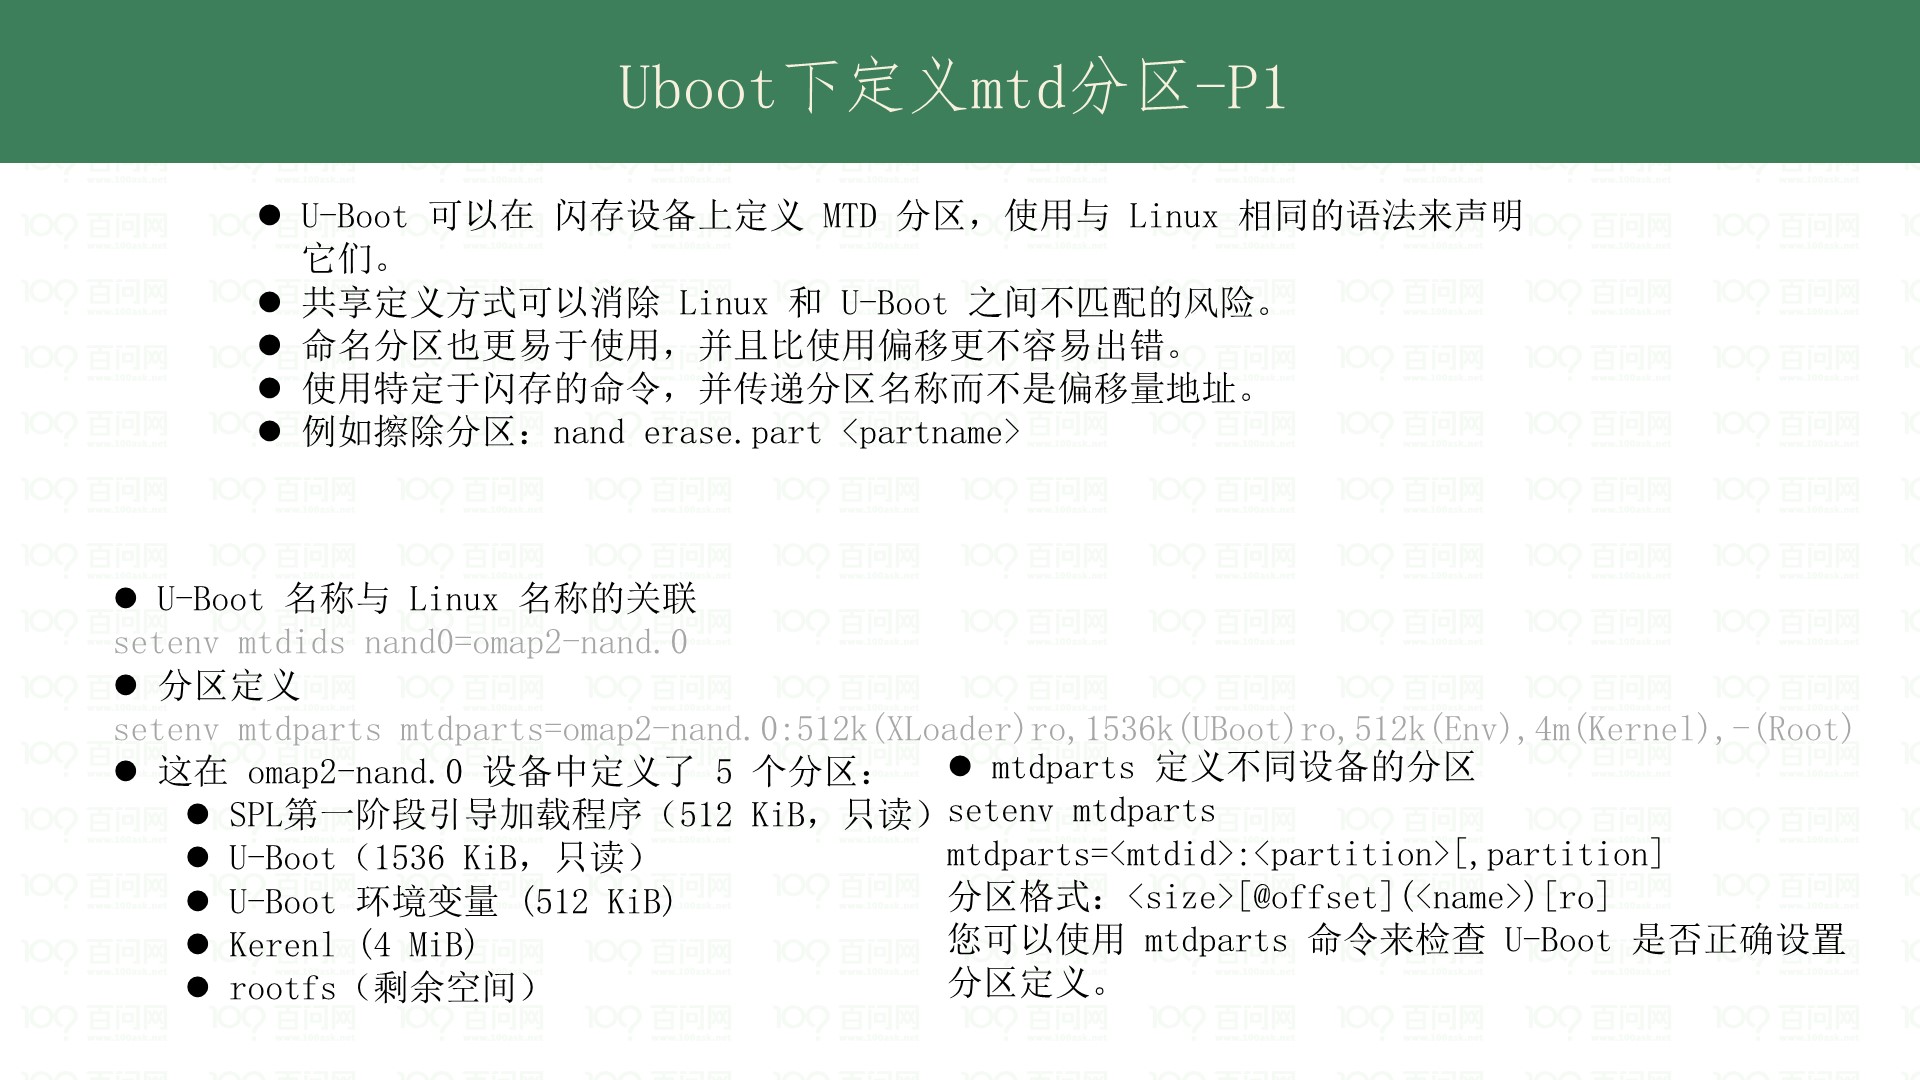 Uboot下定义mtd分区-P1
● U-Boot 可以在 闪存设备上定义 MTD 分区，使用与 Linux 相同的语法来声明
它们。
● 共享定义方式可以消除 Linux 和 U-Boot 之间不匹配的风险。
● 命名分区也更易于使用，并且比使用偏移更不容易出错。
● 使用特定于闪存的命令，并传递分区名称而不是偏移量地址。
● 例如擦除分区：nand erase.part <partname>
● U-Boot 名称与 Linux 名称的关联
setenv mtdids nand0=omap2-nand.0
● 分区定义
setenv mtdparts mtdparts=omap2-nand.0:512k(XLoader)ro,1536k(UBoot)ro,512k(Env),4m(Kernel),-(Root)
● 这在 omap2-nand.0 设备中定义了 5 个分区：
● SPL第一阶段引导加载程序（512 KiB，只读）
● U-Boot（1536 KiB，只读）
● U-Boot 环境变量 (512 KiB)
● Kerenl (4 MiB)
● rootfs（剩余空间）
● mtdparts 定义不同设备的分区
setenv mtdparts
mtdparts=<mtdid>:<partition>[,partition]
分区格式：<size>[@offset](<name>)[ro]
您可以使用 mtdparts 命令来检查 U-Boot 是否正确设置
分区定义。